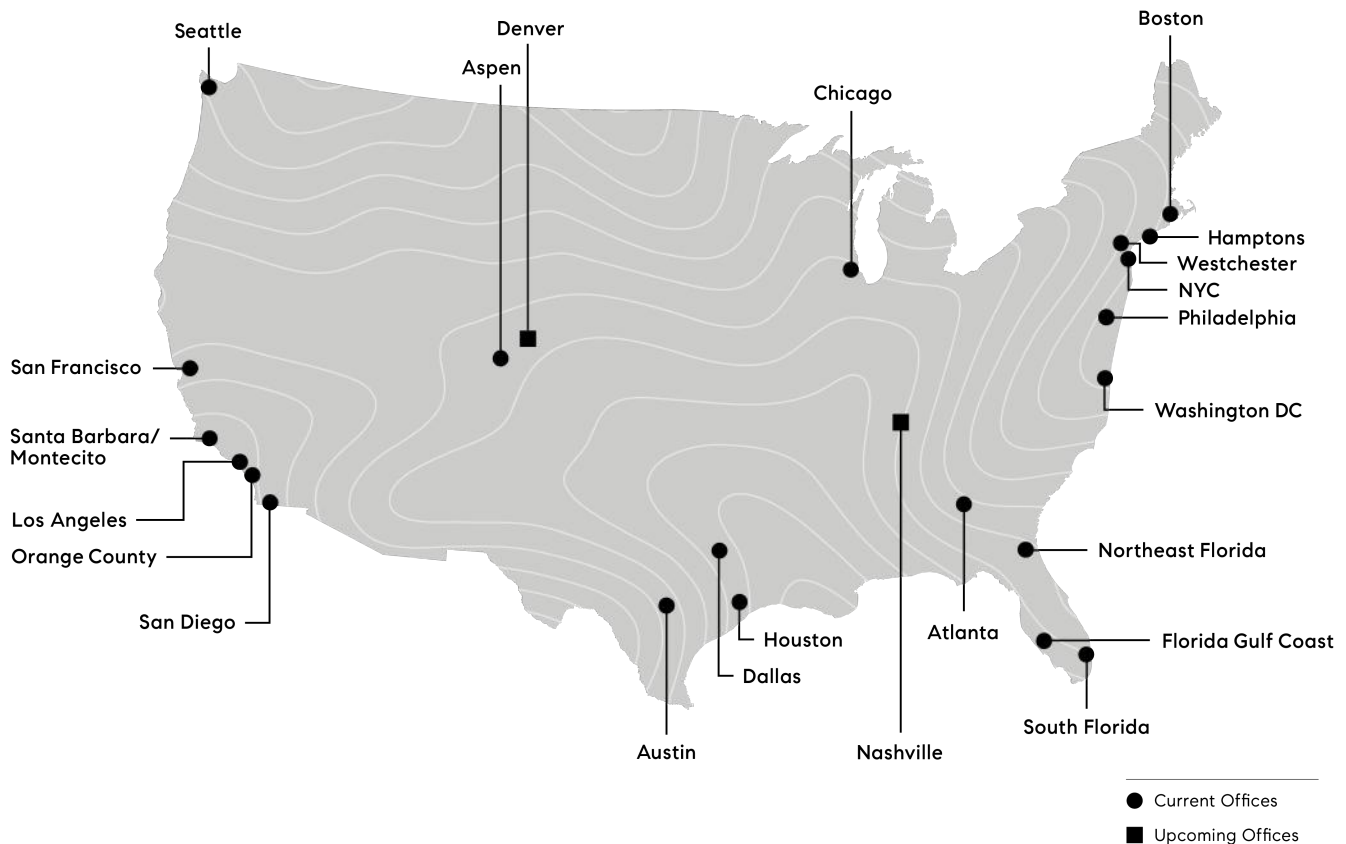 Boston
Seattle
Denver
Aspen
Chicago
Hamptons
Westchester
NYC
Philadelphia
San Francisco
Washington DC
Santa Barbara/
Montecito
Los Angeles
Orange County
Northeast Florida
San Diego
Atlanta
Houston
Florida Gulf Coast
Dallas
South Florida
Austin
Nashville
Current Offices
Upcoming Offices